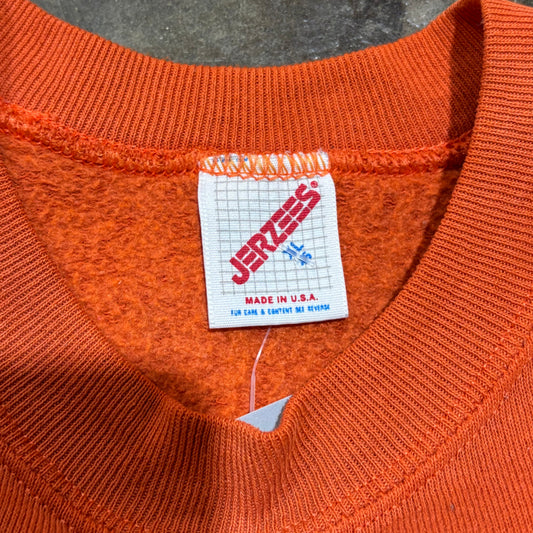 JERZEES®
XL
MADE IN U.S.A.
FOR CARE & CONTENT SEE REVERSE